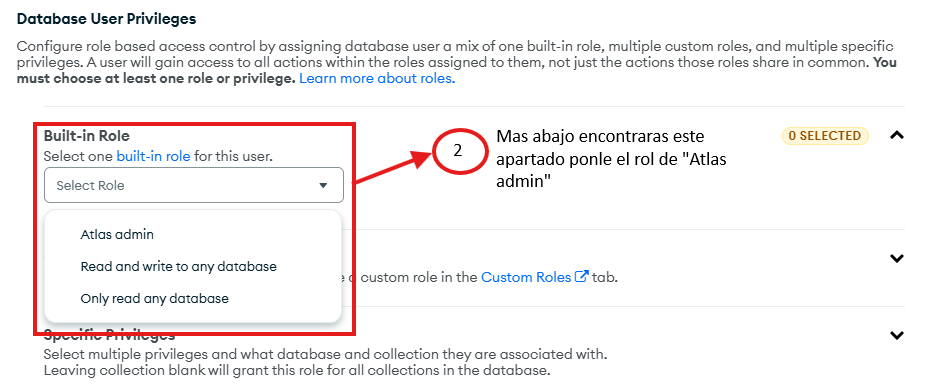 Database User Privileges
Configure role based access control by assigning database user a mix of one built-in role, multiple custom roles, and multiple specific
privileges. A user will gain access to all actions within the roles assigned to them, not just the actions those roles share in common. You
must choose at least one role or privilege. Learn more about roles.
Built-in Role
Select one built-in role for this user.
Select Role
Atlas admin
Read and write to any database
Only read any database
2
Mas abajo encontraras este
apartado ponle el rol de "Atlas
admin"
0 SELECTED
a custom role in the Custom Roles tab.
Specific Privileges
Select multiple privileges and what database and collection they are associated with.
Leaving collection blank will grant this role for all collections in the database.